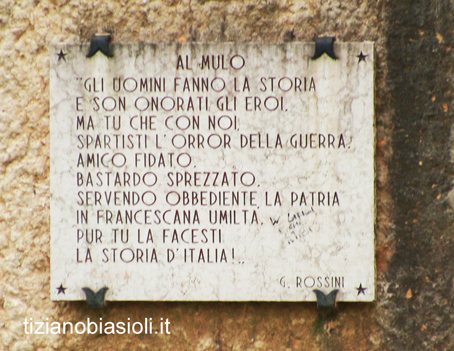 AL MULO
"GLI UOMINI FANNO LA STORIA
E SON ONORATI GLI EROI.
MA TU CHE CON NOI,
SPARTISTI L'ORROR DELLA GUERRA.
AMICO FIDATO.
BASTARDO SPREZZATO.
SERVENDO OBBEDIENTE LA PATRIA
IN FRANCESCANA UMILTÀ.
PUR TU LA FACESTI
LA STORIA D'ITALIA!..
G. ROSSINI
tizianobiasioli.it